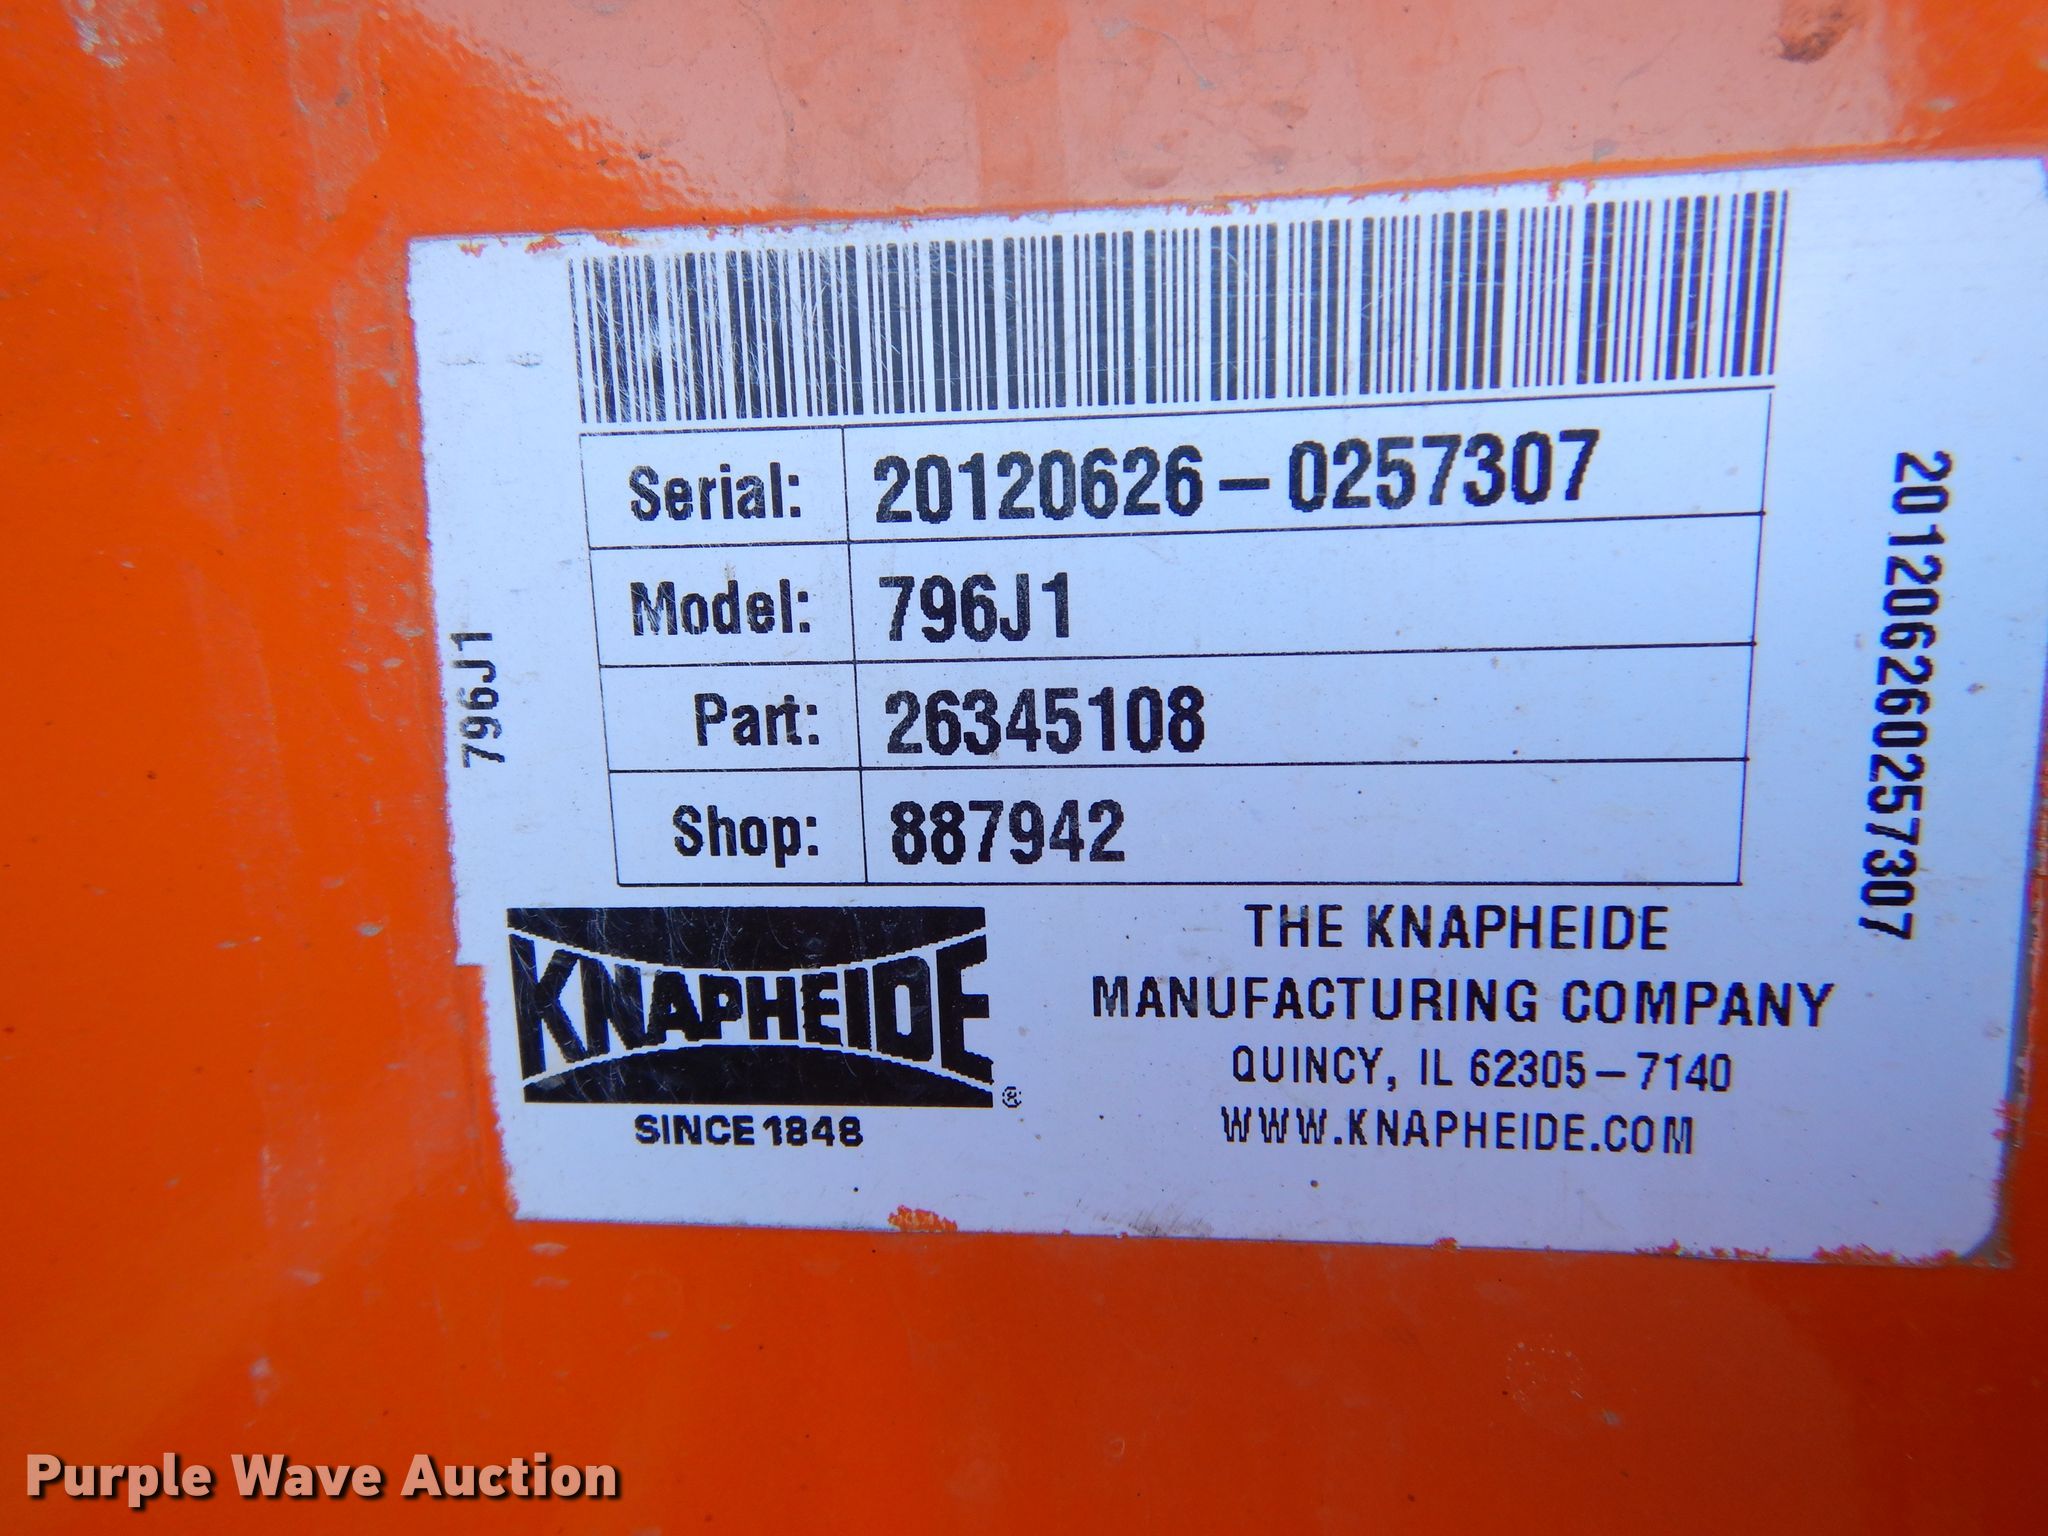 Serial: 20120626-0257307
Model: 796J1
Part: 26345108
Shop: 887942
796J1
201206260257307
KNAPHEIDE®
SINCE 1848
THE KNAPHEIDE
MANUFACTURING COMPANY
QUINCY, IL 62305-7140
WWW.KNAPHEIDE.COM
Purple Wave Auction